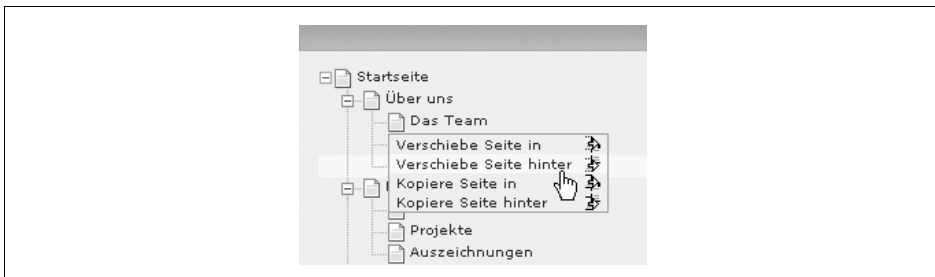 Startseite
Über uns
Das Team
Verschiebe Seite in
Verschiebe Seite hinter
Kopiere Seite in
Kopiere Seite hinter
Projekte
Auszeichnungen